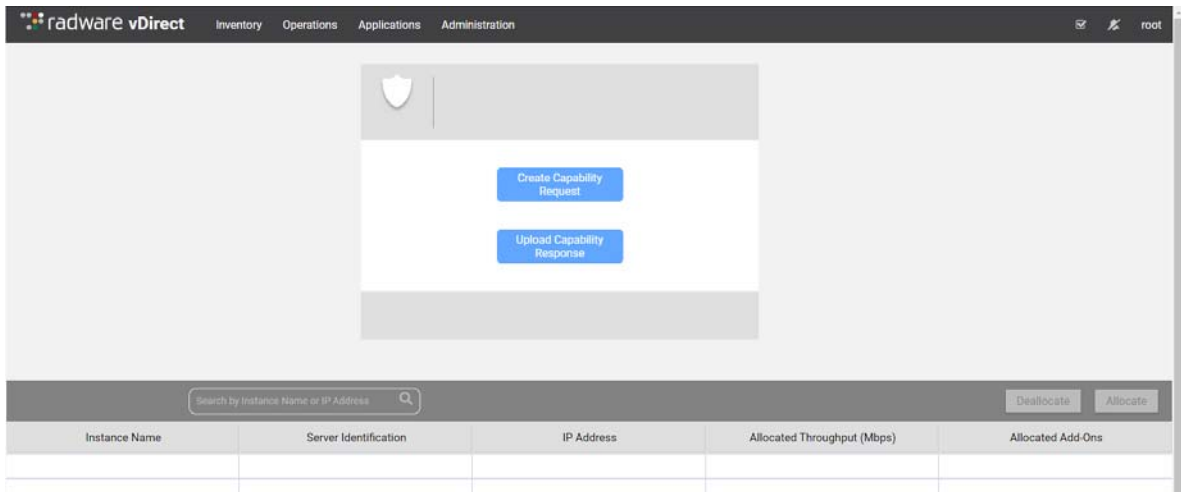 radware vDirect Inventory Operations Applications Administration root
Create Capability
Request
Upload Capability
Response
Search by Instance Name or IP Address Deallocate Allocate
Instance Name Server Identification IP Address Allocated Throughput (Mbps) Allocated Add-Ons